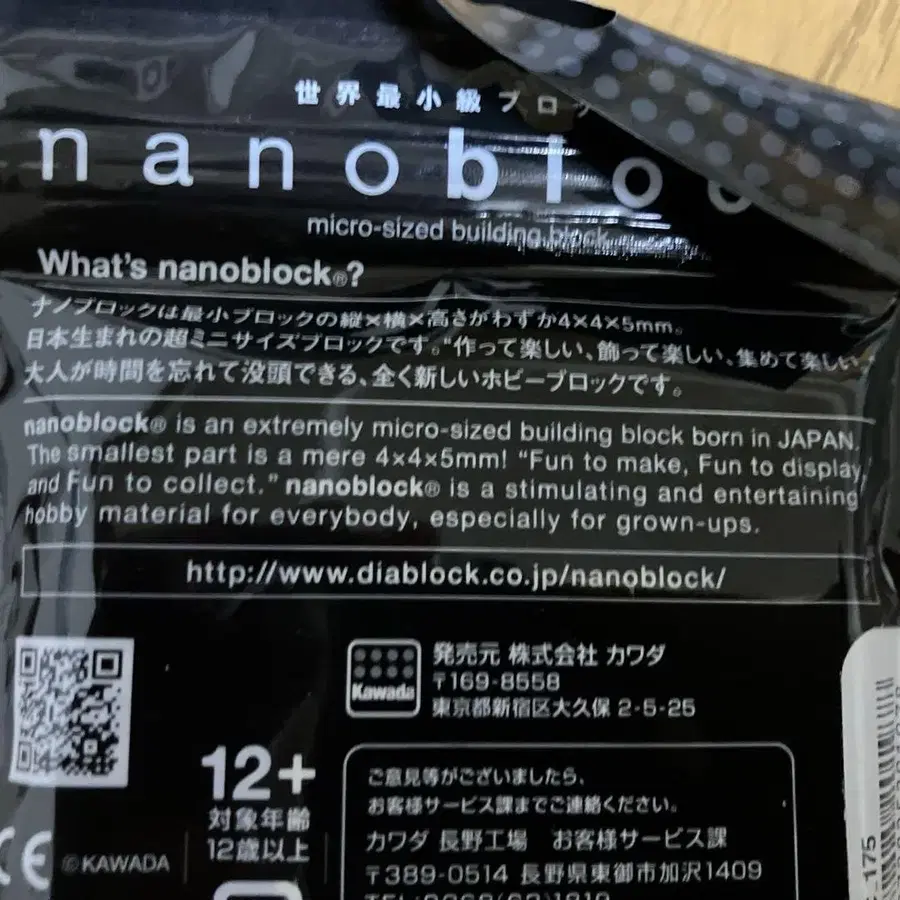 世界最小級ブロッ
nanoblo
micro-sized building block
What's nanoblock®?
ナノブロックは最小ブロックの縦×横×高さがわずか4×4×5mm。
日本生まれの超ミニサイズブロックです。“作って楽しい、飾って楽しい、集めて楽しい”
大人が時間を忘れて没頭できる、全く新しいホビーブロックです。
nanoblock® is an extremely micro-sized building block born in JAPAN.
The smallest part is a mere 4×4×5mm! “Fun to make, Fun to display
and Fun to collect.” nanoblock® is a stimulating and entertaining
hobby material for everybody, especially for grown-ups.
http://www.diablock.co.jp/nanoblock/
Kawada
発売元 株式会社 カワダ
〒169-8558
東京都新宿区大久保 2-5-25
12+
対象年齢
12歳以上
CE
©KAWADA
ご意見等がございましたら、
お客様サービス課までご連絡ください。
カワダ 長野工場 お客様サービス課
〒389-0514 長野県東御市加沢1409
175